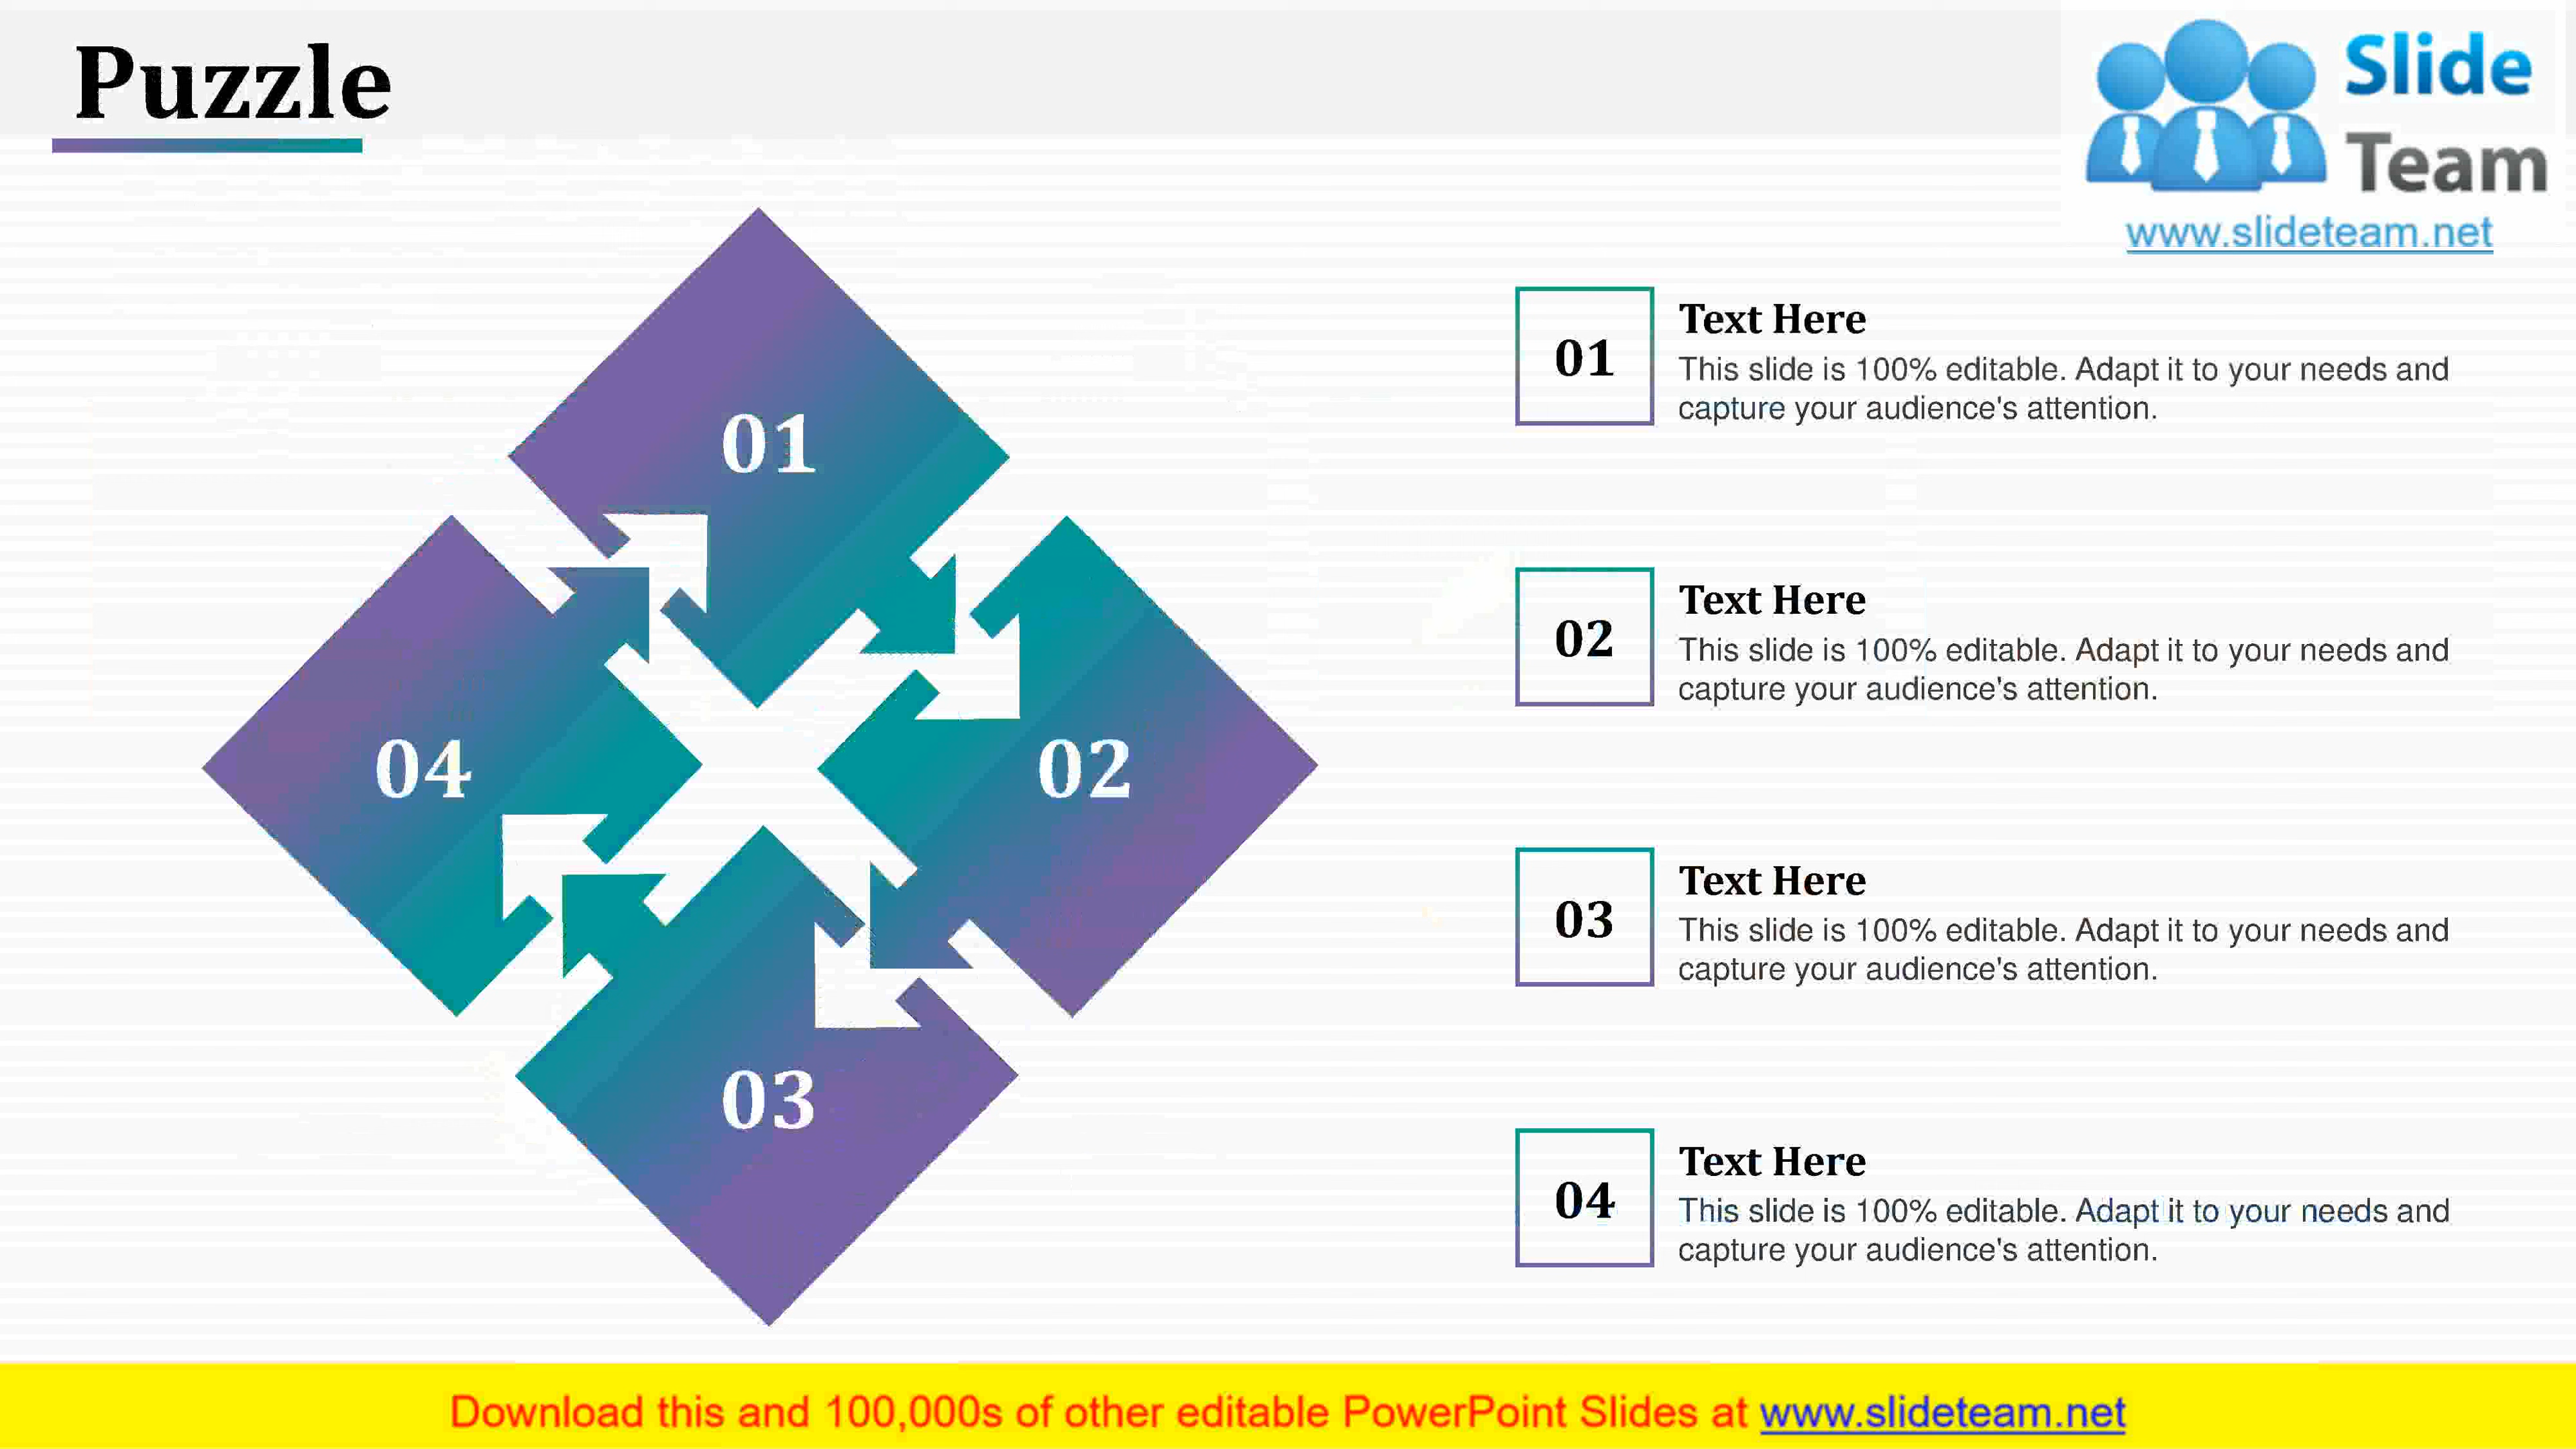 Puzzle
Slide
Team
www.slideteam.net
01
02
03
04
01
Text Here
This slide is 100% editable. Adapt it to your needs and
capture your audience's attention.
02
Text Here
This slide is 100% editable. Adapt it to your needs and
capture your audience's attention.
03
Text Here
This slide is 100% editable. Adapt it to your needs and
capture your audience's attention.
04
Text Here
This slide is 100% editable. Adapt it to your needs and
capture your audience's attention.
Download this and 100,000s of other editable PowerPoint Slides at www.slideteam.net